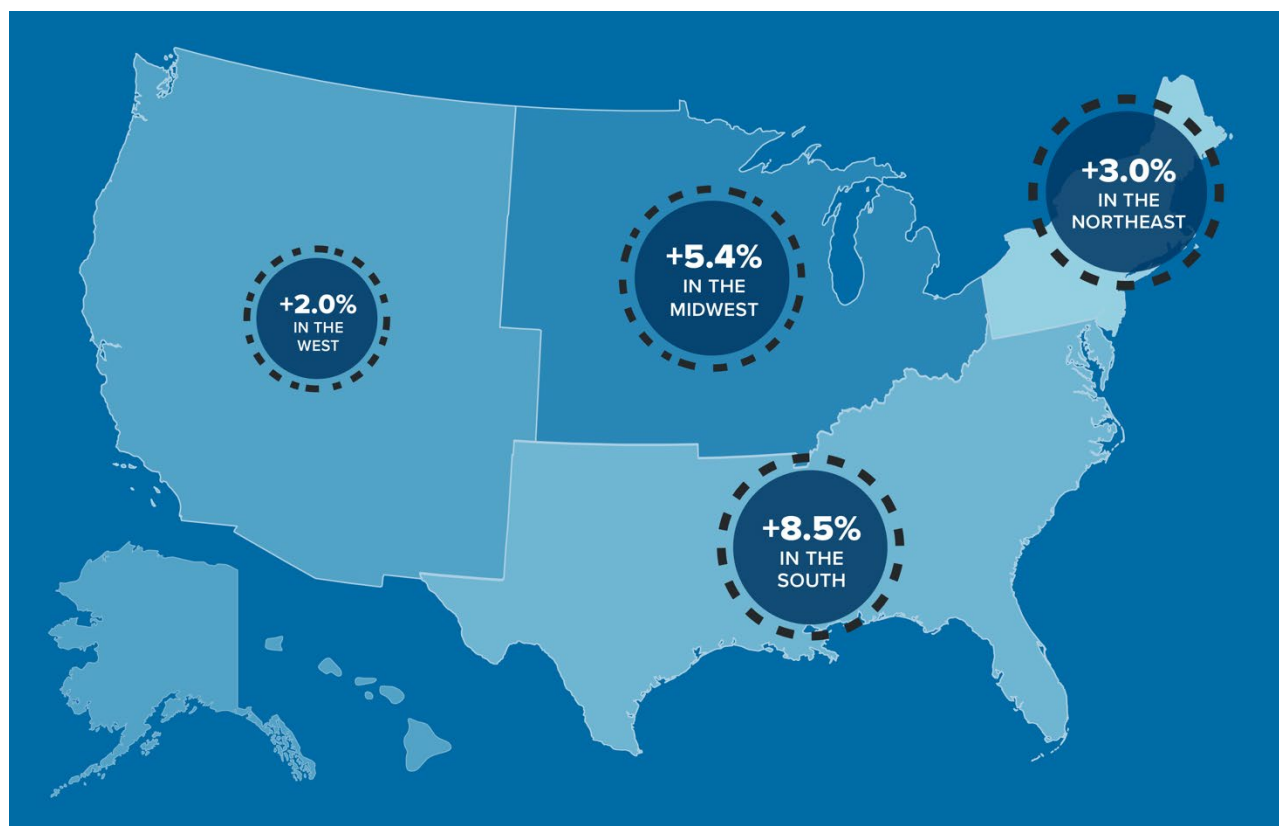 +3.0%
IN THE
NORTHEAST
+5.4%
IN THE
MIDWEST
+2.0%
IN THE
WEST
+8.5%
IN THE
SOUTH